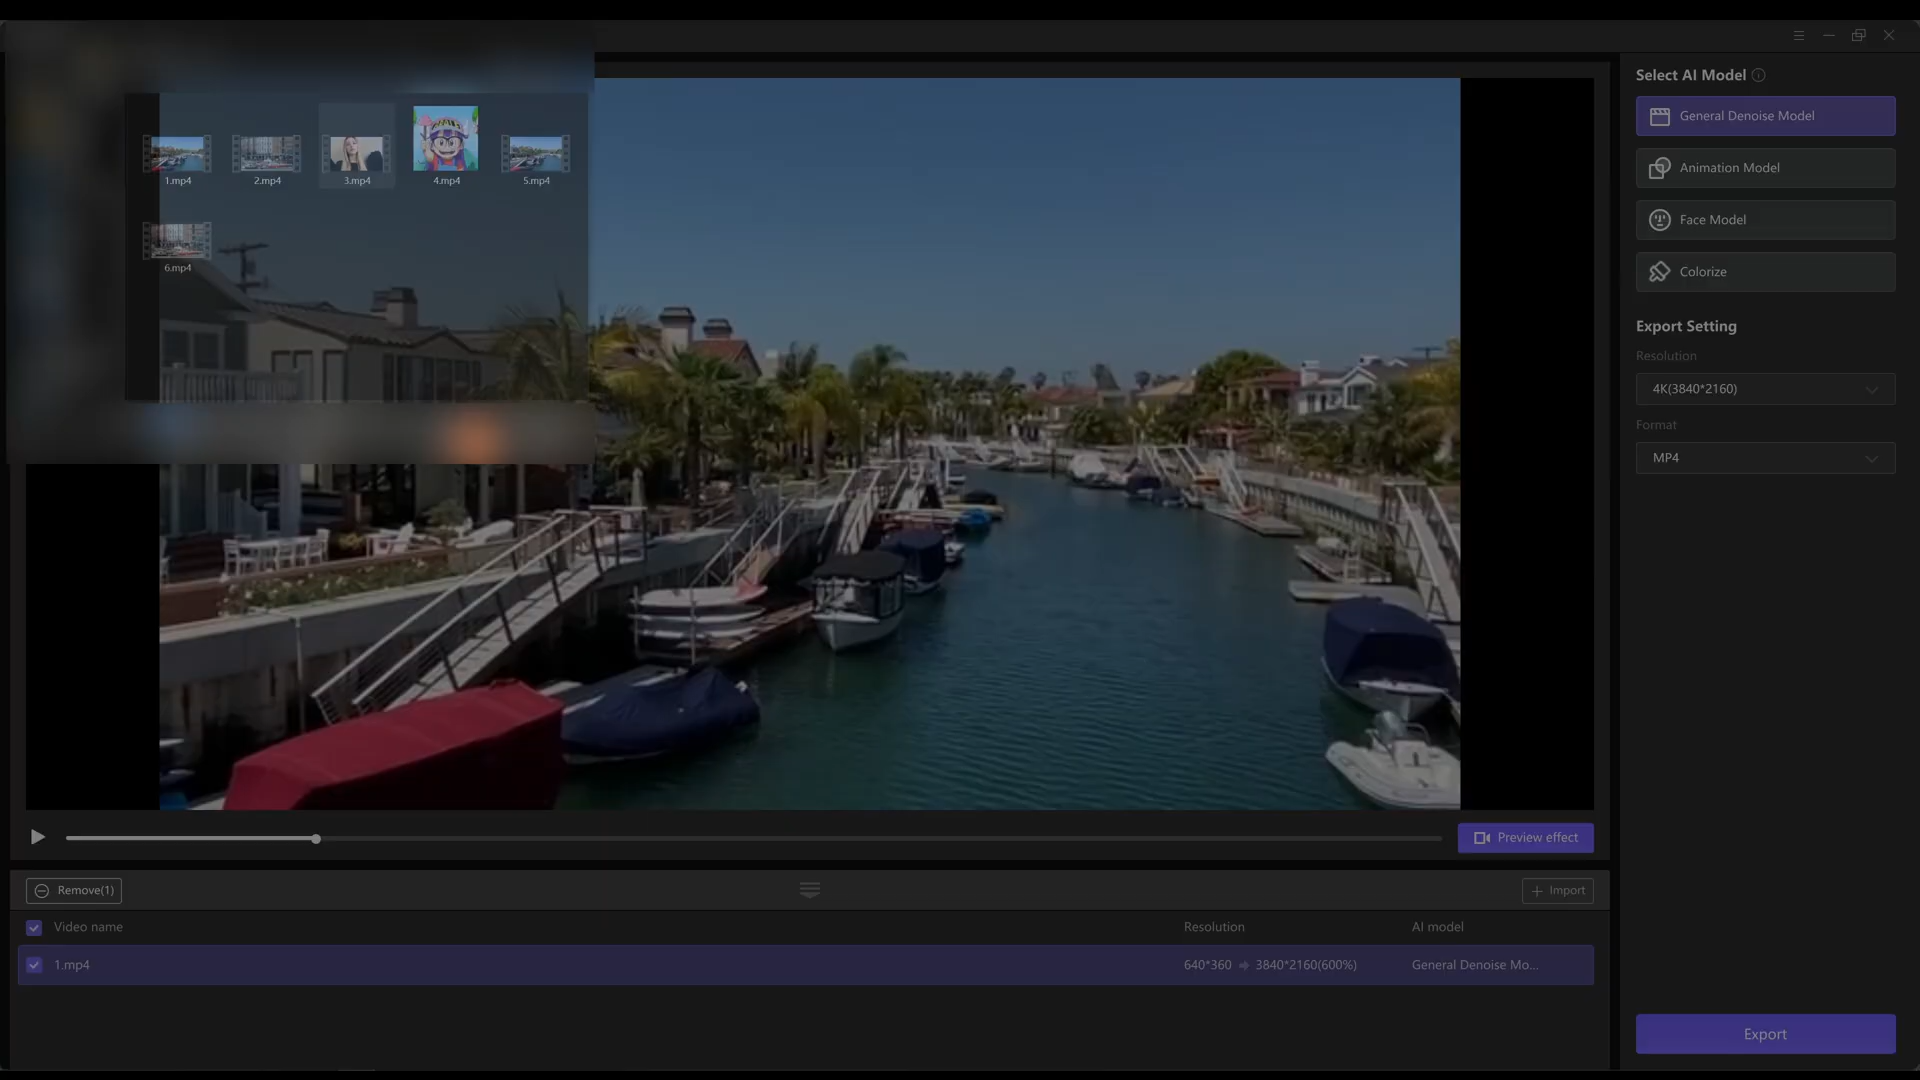 Select AI Model
General Denoise Model
Animation Model
Face Model
Colorize
Export Setting
Resolution
4K(3840*2160)
Format
MP4
1.mp4
2.mp4
3.mp4
4.mp4
5.mp4
6.mp4
Preview effect
Remove(1)
Import
Video name Resolution AI model
1.mp4 640*360 3840*2160(600%) General Denoise Mo...
Export